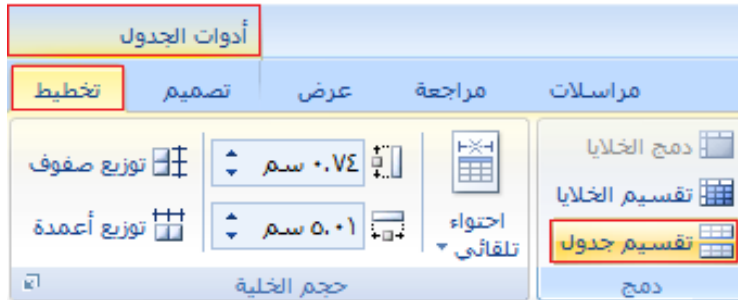 أدوات الجدول
مراسلات مراجعة عرض تصميم تخطيط
دمج الخلايا
تقسيم الخلايا
تقسيم جدول
دمج
احتواء
تلقائي
٠.٧٤ سم
توزيع صفوف
٥.٠١ سم
توزيع أعمدة
حجم الخلية